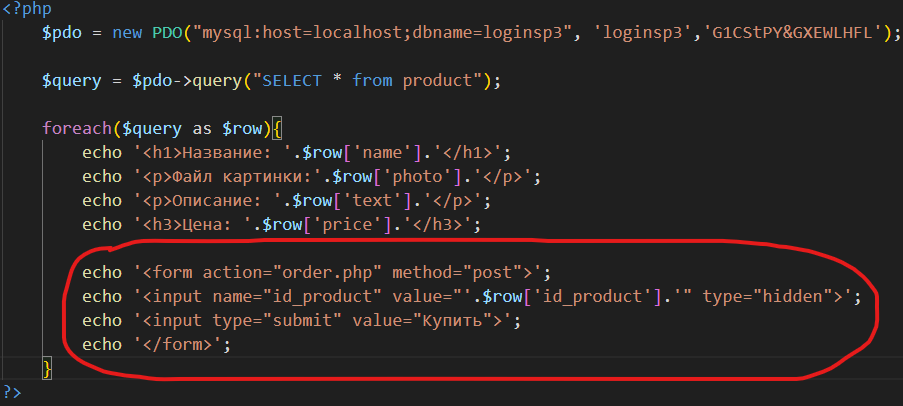 <?php
$pdo = new PDO("mysql:host=localhost;dbname=loginsp3", 'loginsp3','G1CStPY&GXEWLHFL');
$query = $pdo->query("SELECT * from product");
foreach($query as $row){
echo '<h1>Название: '.$row['name'].'</h1>';
echo '<p>Файл картинки:'.$row['photo'].'</p>';
echo '<p>Описание: '.$row['text'].'</p>';
echo '<h3>Цена: '.$row['price'].'</h3>';
echo '<form action="order.php" method="post">';
echo '<input name="id_product" value="'.$row['id_product'].'" type="hidden">';
echo '<input type="submit" value="Купить">';
echo '</form>';
}
?>